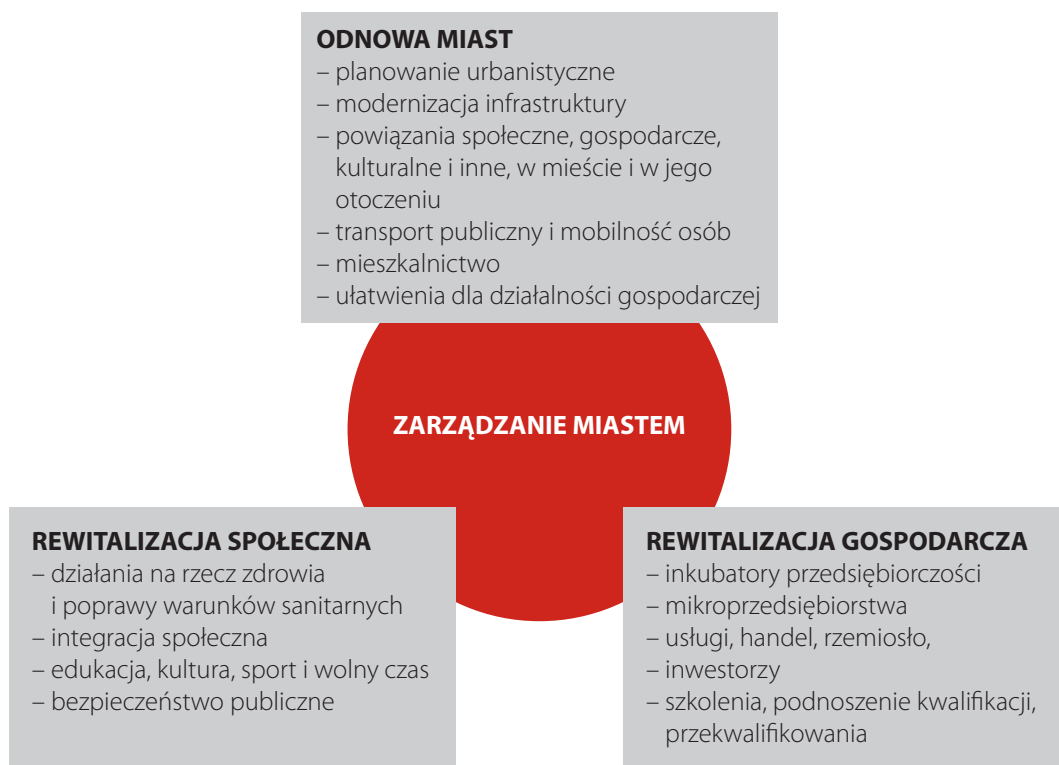 ODNOWA MIAST
– planowanie urbanistyczne
– modernizacja infrastruktury
– powiązania społeczne, gospodarcze,
kulturalne i inne, w mieście i w jego
otoczeniu
– transport publiczny i mobilność osób
– mieszkalnictwo
– ułatwienia dla działalności gospodarczej
ZARZĄDZANIE MIASTEM
REWITALIZACJA SPOŁECZNA
– działania na rzecz zdrowia
i poprawy warunków sanitarnych
– integracja społeczna
– edukacja, kultura, sport i wolny czas
– bezpieczeństwo publiczne
REWITALIZACJA GOSPODARCZA
– inkubatory przedsiębiorczości
– mikroprzedsiębiorstwa
– usługi, handel, rzemiosło,
– inwestorzy
– szkolenia, podnoszenie kwalifikacji,
przekwalifikowania